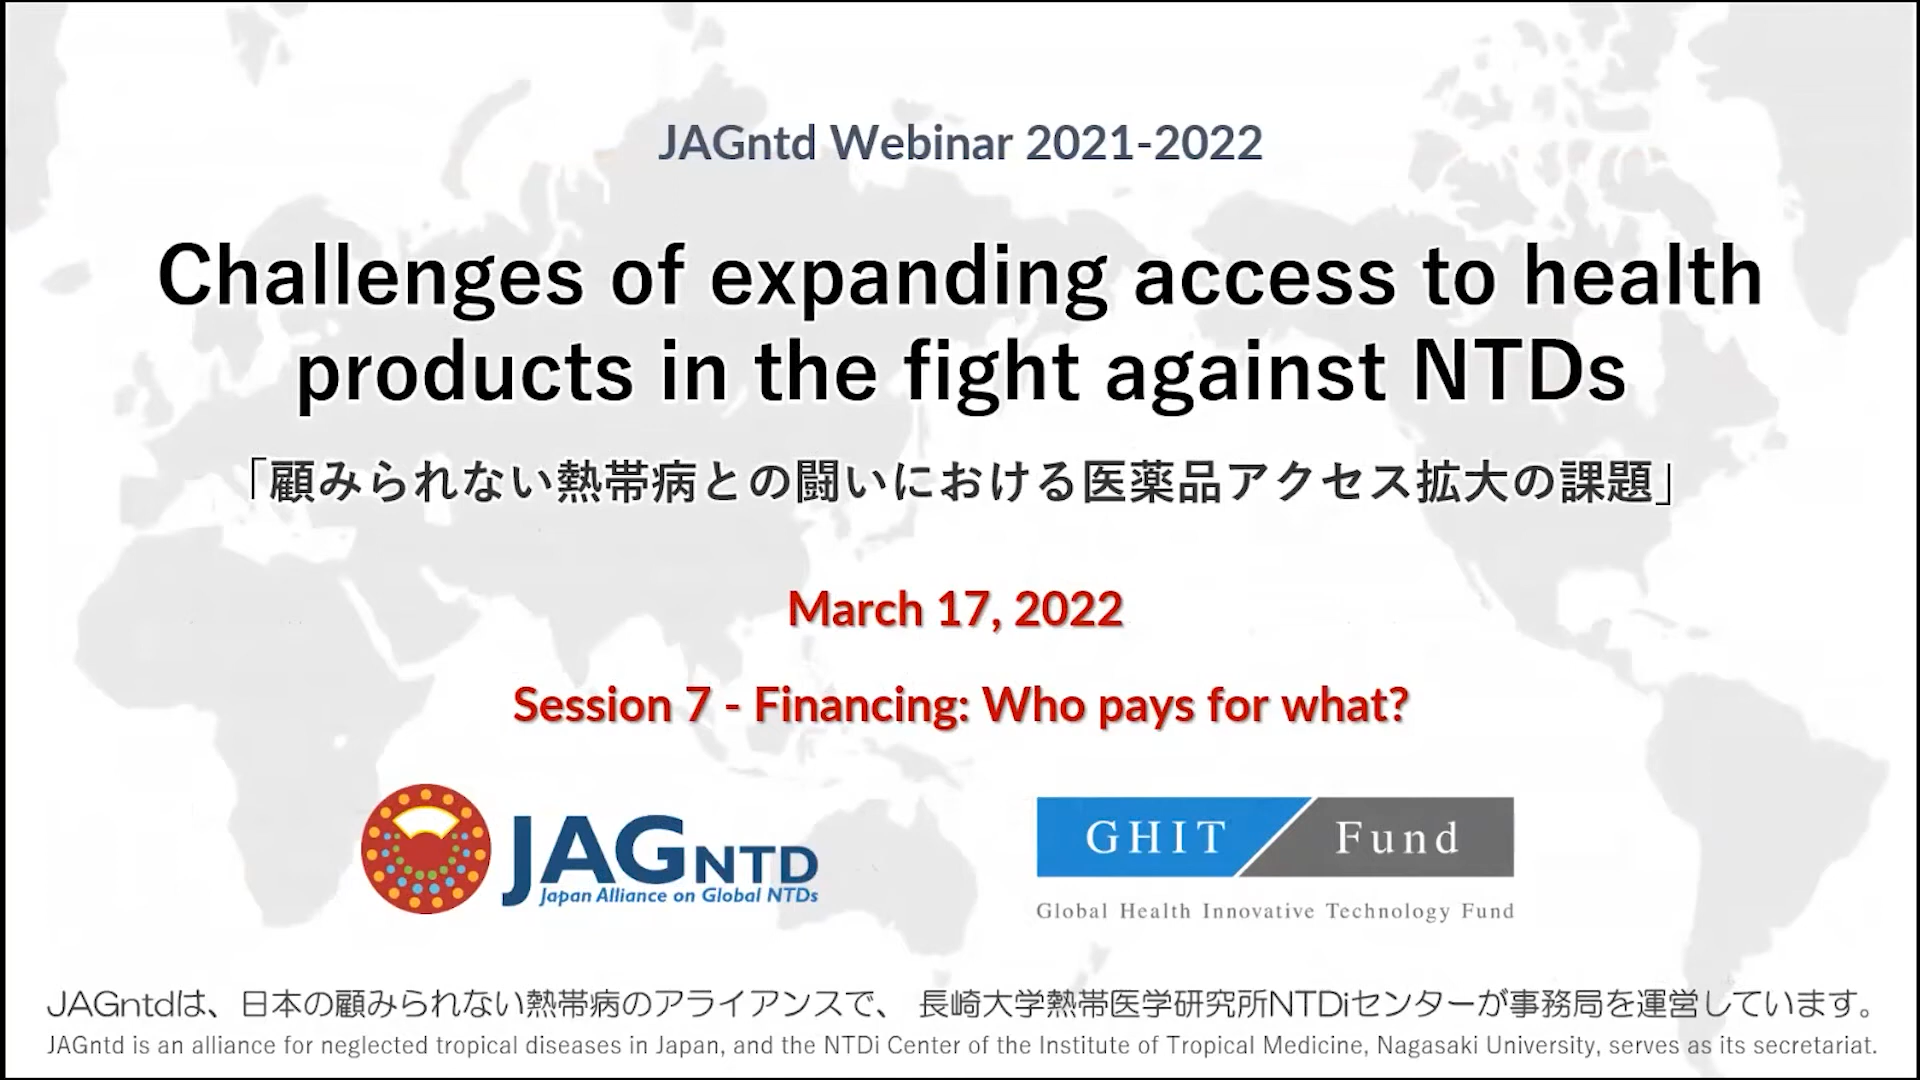 JAGntd Webinar 2021-2022
Challenges of expanding access to health
products in the fight against NTDs
「顧みられない熱帯病との闘いにおける医薬品アクセス拡大の課題」
March 17, 2022
Session 7 - Financing: Who pays for what?
JAGNTD
Japan Alliance on Global NTDs
GHIT Fund
Global Health Innovative Technology Fund
JAGntdは、日本の顧みられない熱帯病のアライアンスで、 長崎大学熱帯医学研究所NTDiセンターが事務局を運営しています。
JAGntd is an alliance for neglected tropical diseases in Japan, and the NTDi Center of the Institute of Tropical Medicine, Nagasaki University, serves as its secretariat.